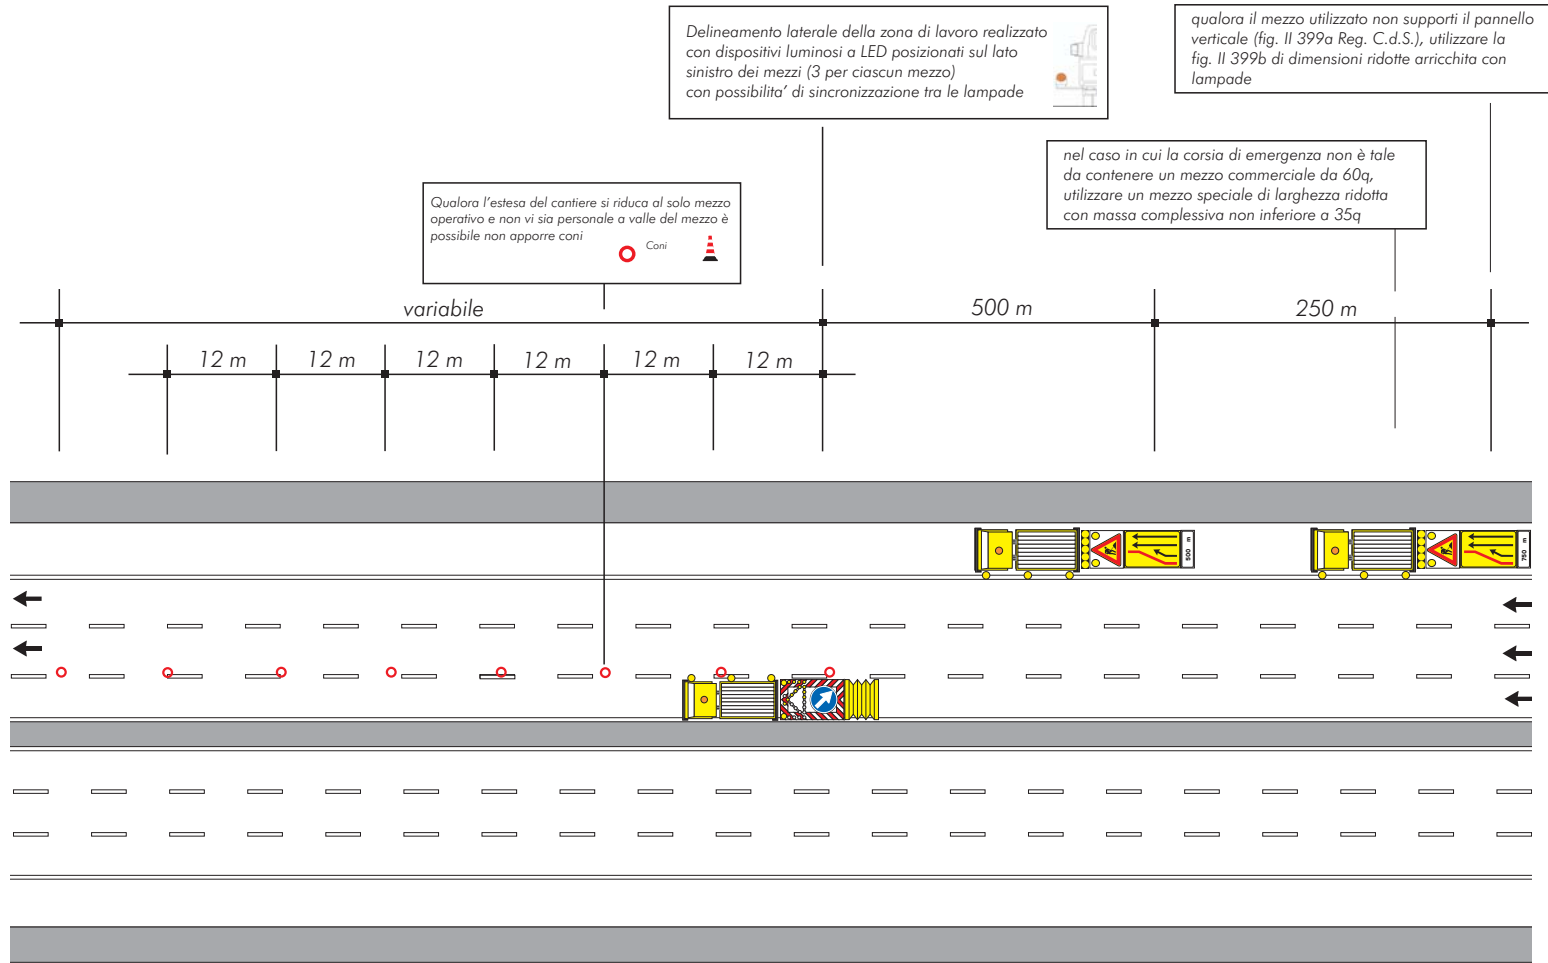 Delineamento laterale della zona di lavoro realizzato
con dispositivi luminosi a LED posizionati sul lato
sinistro dei mezzi (3 per ciascun mezzo)
con possibilita’ di sincronizzazione tra le lampade
qualora il mezzo utilizzato non supporti il pannello
verticale (fig. II 399a Reg. C.d.S.), utilizzare la
fig. II 399b di dimensioni ridotte arricchita con
lampade
nel caso in cui la corsia di emergenza non è tale
da contenere un mezzo commerciale da 60q,
utilizzare un mezzo speciale di larghezza ridotta
con massa complessiva non inferiore a 35q
Qualora l’estesa del cantiere si riduca al solo mezzo
operativo e non vi sia personale a valle del mezzo è
possibile non apporre coni
Coni
variabile
500 m
250 m
12 m
12 m
12 m
12 m
12 m
12 m
500 m
750 m